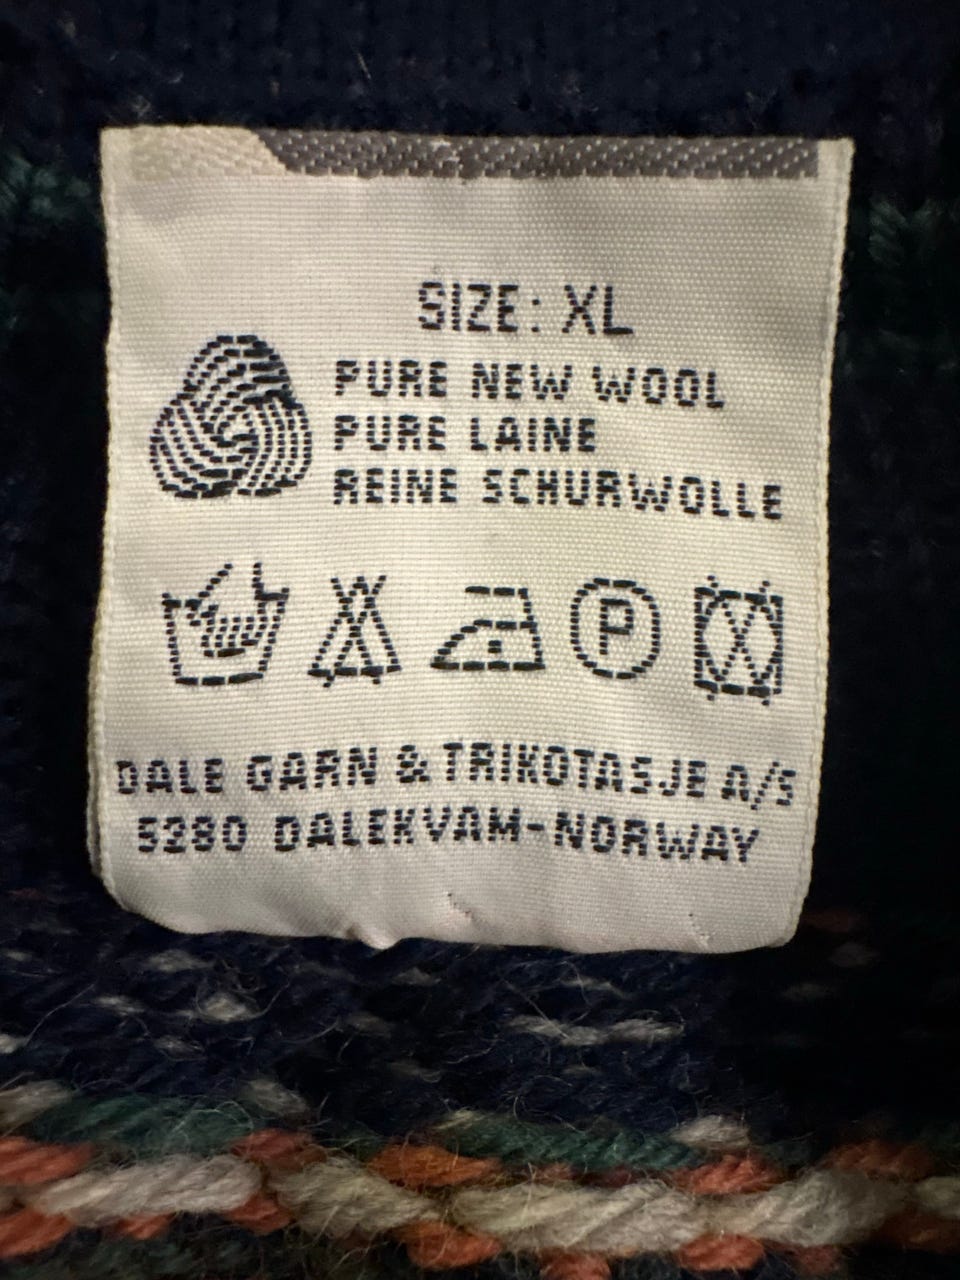 SIZE: XL
PURE NEW WOOL
PURE LAINE
REINE SCHURWOLLE
P
DALE GARN & TRIKOTASJE A/S
5280 DALEKVAM-NORWAY